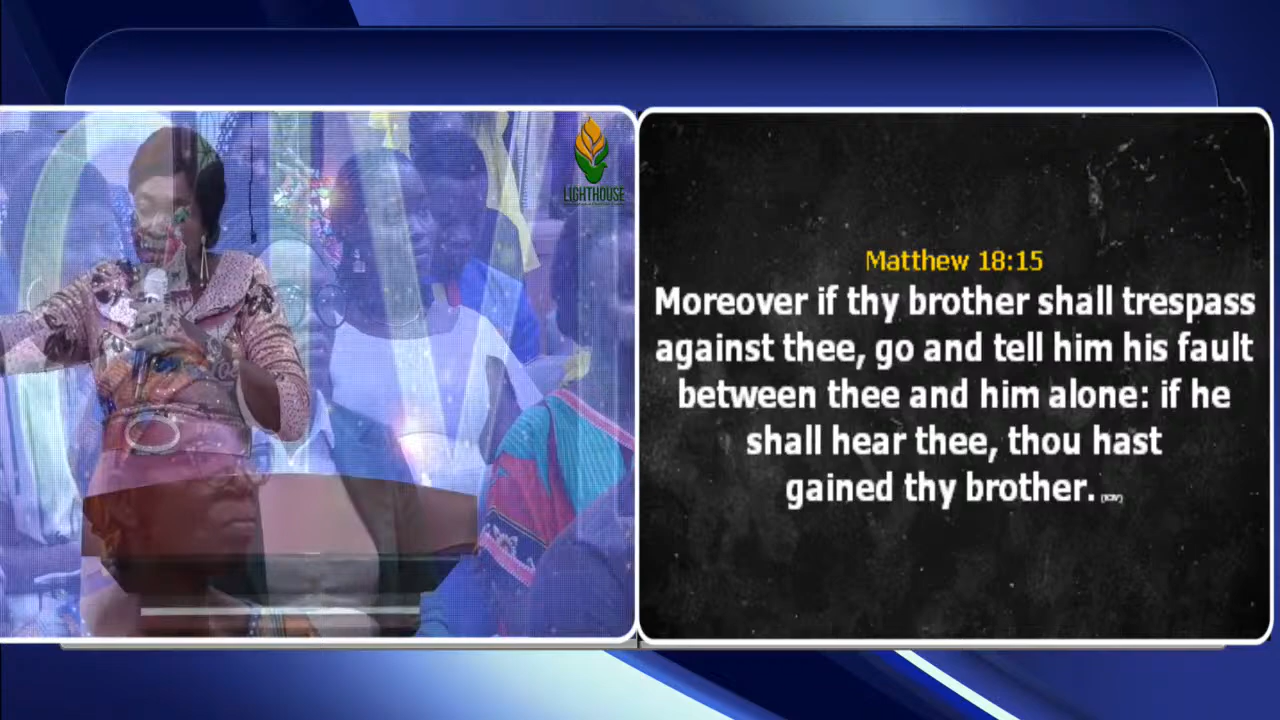 LIGHTHOUSE
Matthew 18:15
Moreover if thy brother shall trespass
against thee, go and tell him his fault
between thee and him alone: if he
shall hear thee, thou hast
gained thy brother.